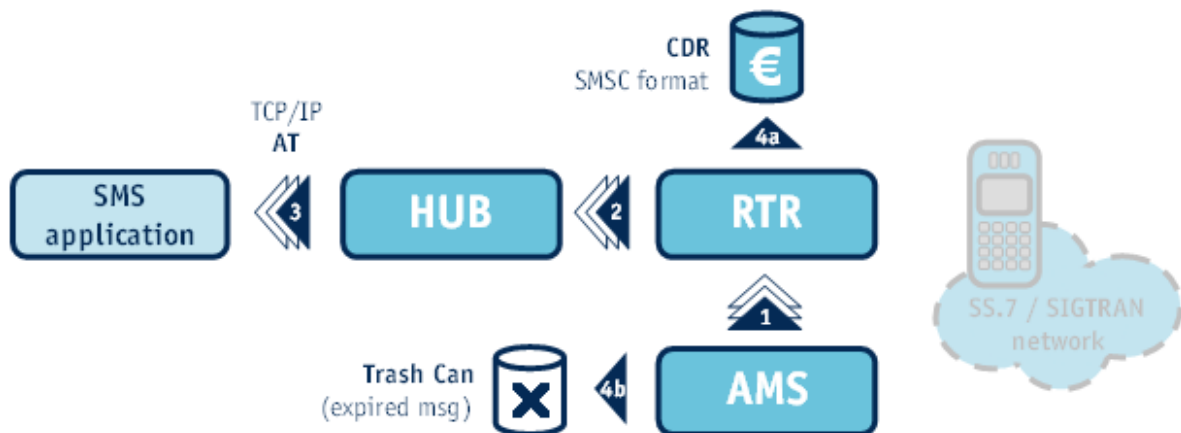 CDR
SMSC format
€
4a
TCP/IP
AT
SMS
application
3
HUB
2
RTR
SS.7 / SIGTRAN
network
1
Trash Can
(expired msg)
4b
AMS